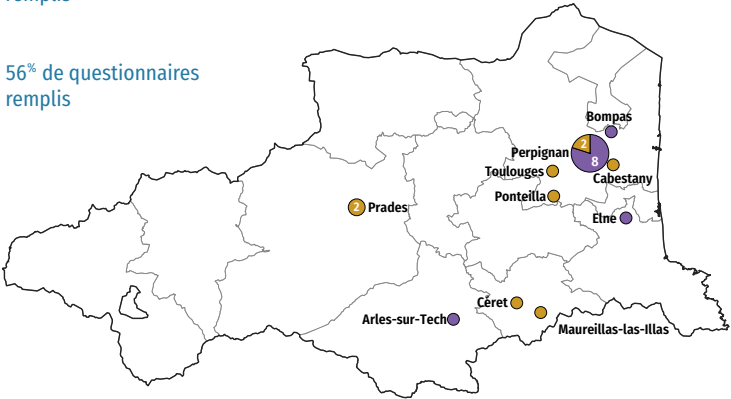 remplis
56% de questionnaires
remplis
Bompas
2
Perpignan
8
Toulouges
Cabestany
Ponteilla
2 Prades
Elne
Céret
Arles-sur-Tech
Maureillas-las-Illas